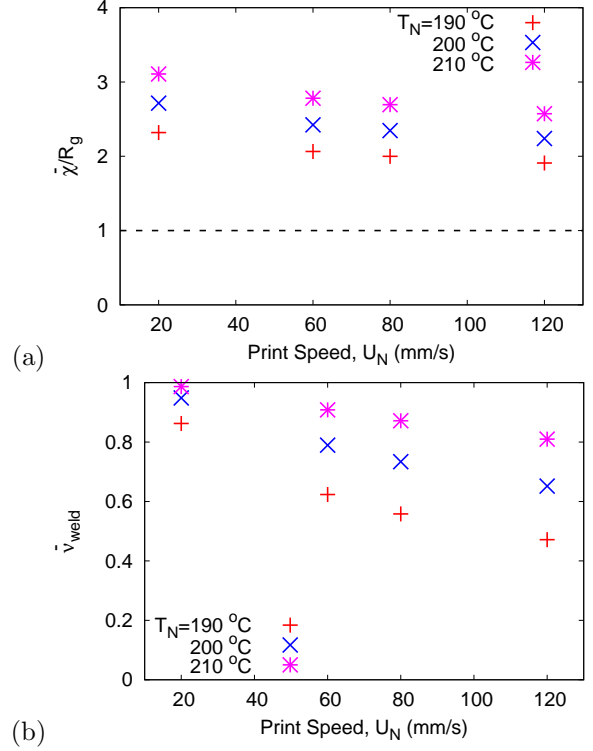 4
3
2
1
0
χ̄/R_g
T_N=190 °C
200 °C
210 °C
20 40 60 80 100 120
Print Speed, U_N (mm/s)
(a)
1
0.8
0.6
0.4
0.2
0
ν̄_weld
T_N=190 °C
200 °C
210 °C
20 40 60 80 100 120
Print Speed, U_N (mm/s)
(b)